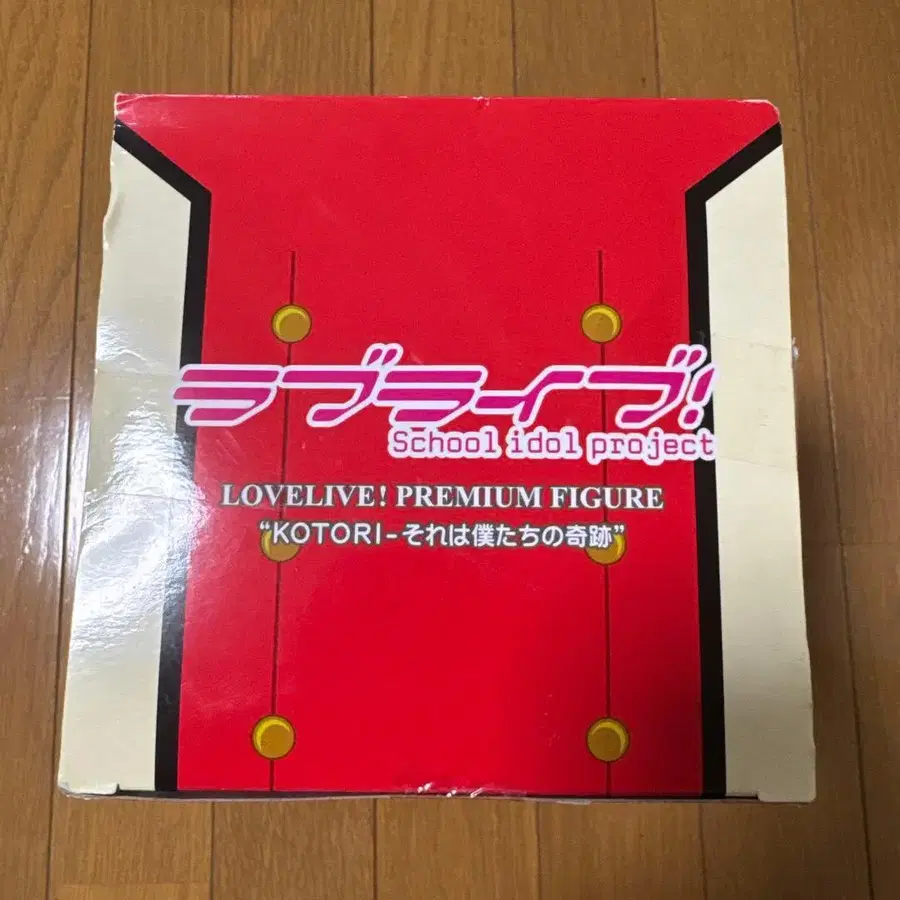 ラブライブ!
School idol project
LOVELIVE! PREMIUM FIGURE
“KOTORI-それは僕たちの奇跡”